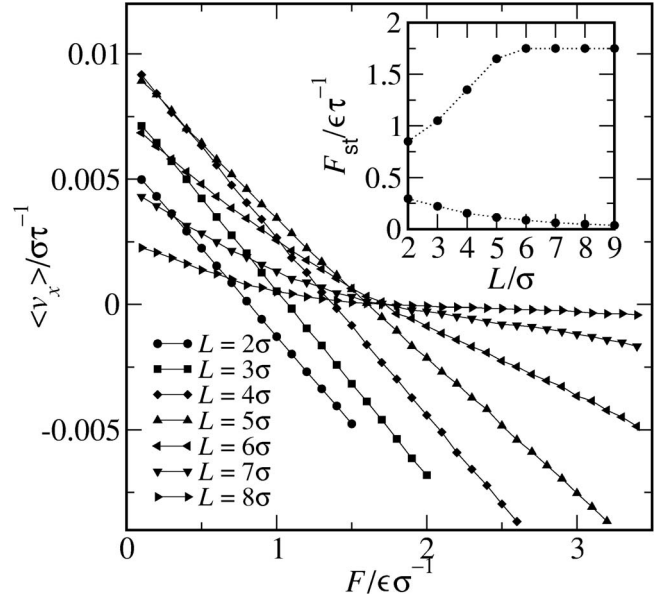 0.01
0.005
0
-0.005
<v_x>/στ⁻¹
0 1 2 3
F/ϵσ⁻¹
L = 2σ
L = 3σ
L = 4σ
L = 5σ
L = 6σ
L = 7σ
L = 8σ
2
1.5
1
0.5
0
F_st/ϵτ⁻¹
2 3 4 5 6 7 8 9
L/σ